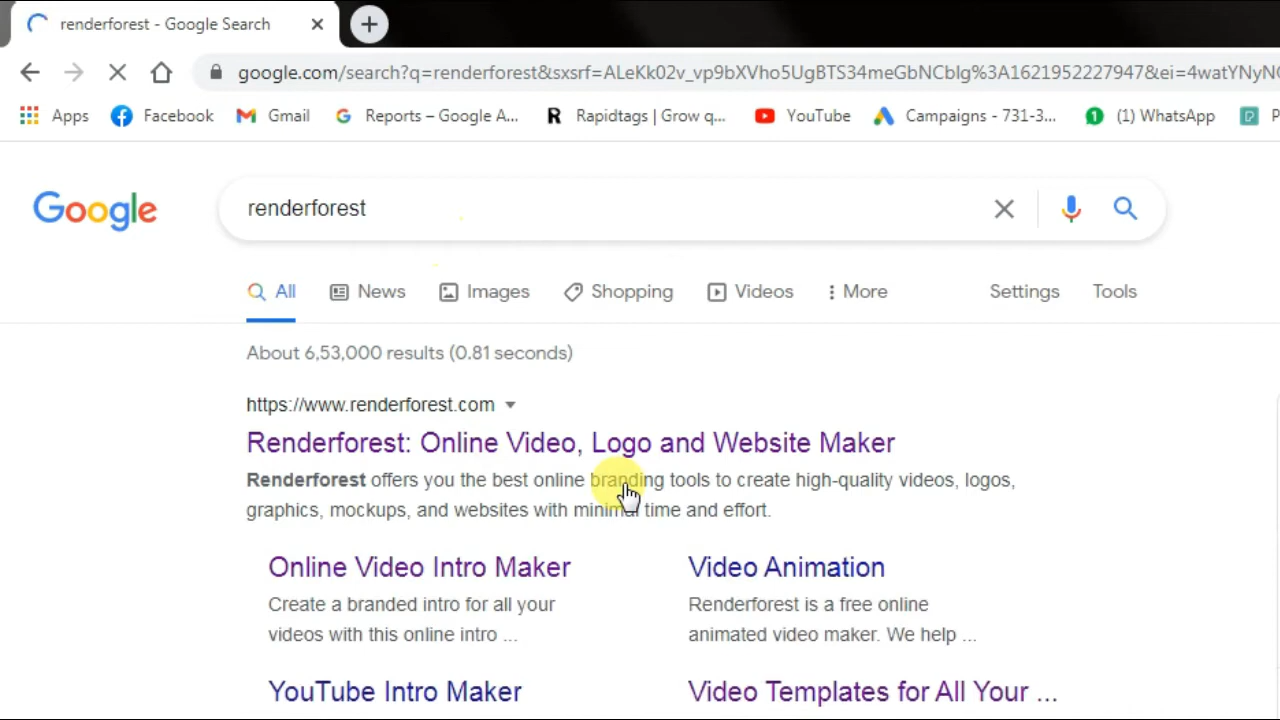 renderforest - Google Search
google.com/search?q=renderforest&sxsrf=ALeKk02v_vp9bXVho5UgBTS34meGbNCblg%3A1621952227947&ei=4watYNyNC
Apps Facebook Gmail Reports – Google A... Rapidtags | Grow q... YouTube Campaigns - 731-3... (1) WhatsApp P
Google
renderforest
All News Images Shopping Videos More Settings Tools
About 6,53,000 results (0.81 seconds)
https://www.renderforest.com
Renderforest: Online Video, Logo and Website Maker
Renderforest offers you the best online branding tools to create high-quality videos, logos,
graphics, mockups, and websites with minimal time and effort.
Online Video Intro Maker
Create a branded intro for all your
videos with this online intro ...
Video Animation
Renderforest is a free online
animated video maker. We help ...
YouTube Intro Maker
Video Templates for All Your ...